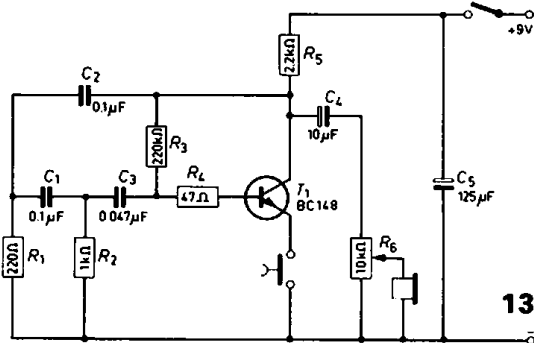 +9V
2.2kΩ
R5
C2
0.1µF
C4
10µF
220kΩ
R3
C1
0.1µF
C3
0.047µF
R4
47Ω
T1
BC148
C5
125µF
220Ω
R1
1kΩ
R2
10kΩ
R6
13
-